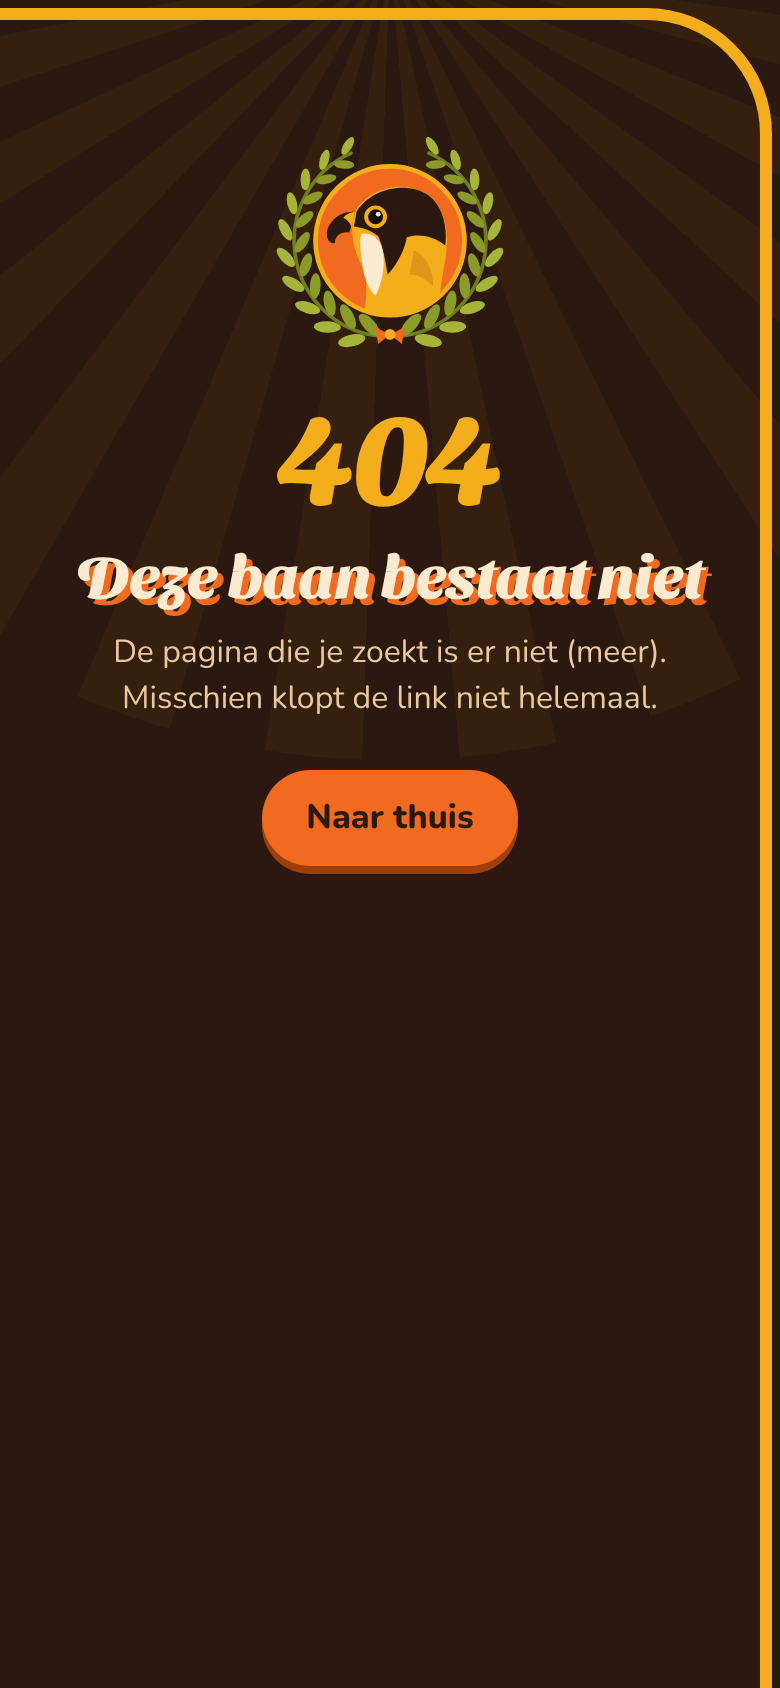 404
Deze baan bestaat niet
De pagina die je zoekt is er niet (meer).
Misschien klopt de link niet helemaal.
Naar thuis